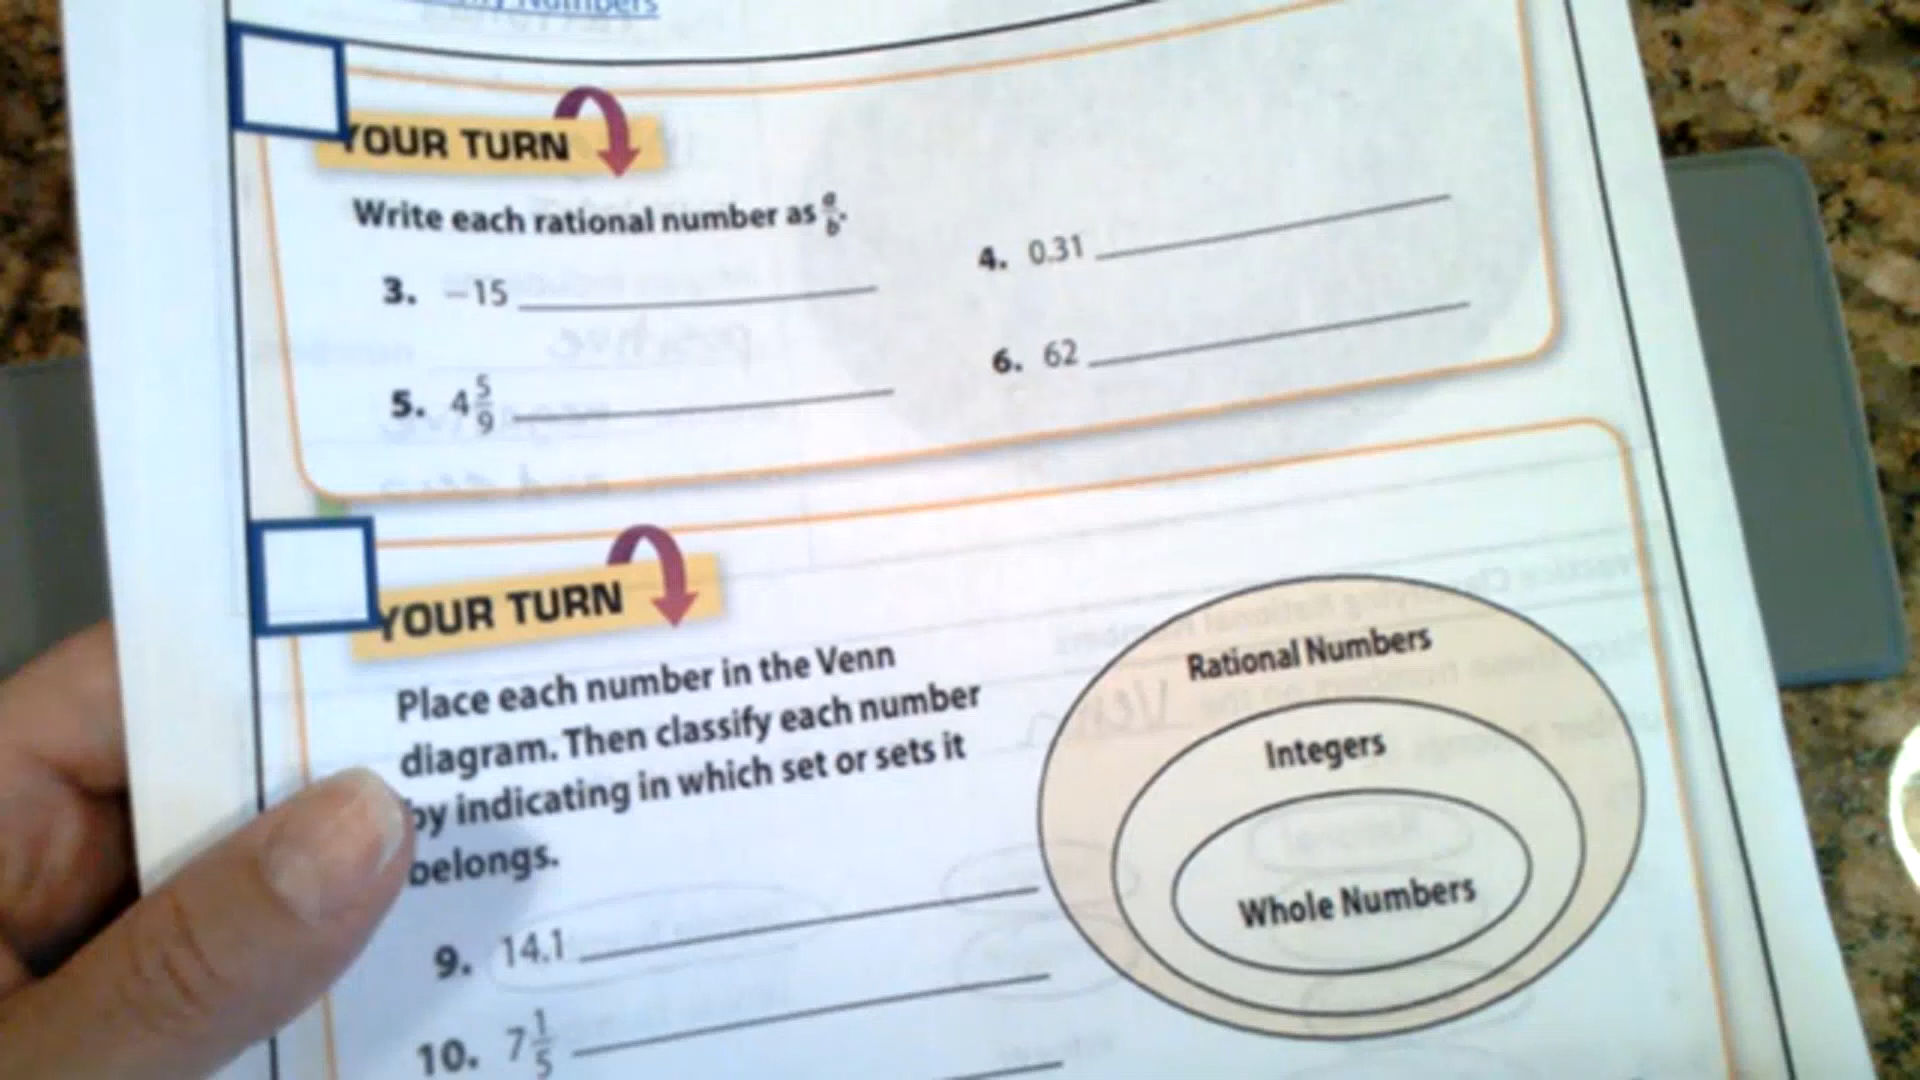 Numbers
YOUR TURN
Write each rational number as a/b.
3. −15
4. 0.31
5. 4 5/9
6. 62
YOUR TURN
Place each number in the Venn
diagram. Then classify each number
by indicating in which set or sets it
belongs.
Rational Numbers
Integers
Whole Numbers
9. 14.1
10. 7 1/5